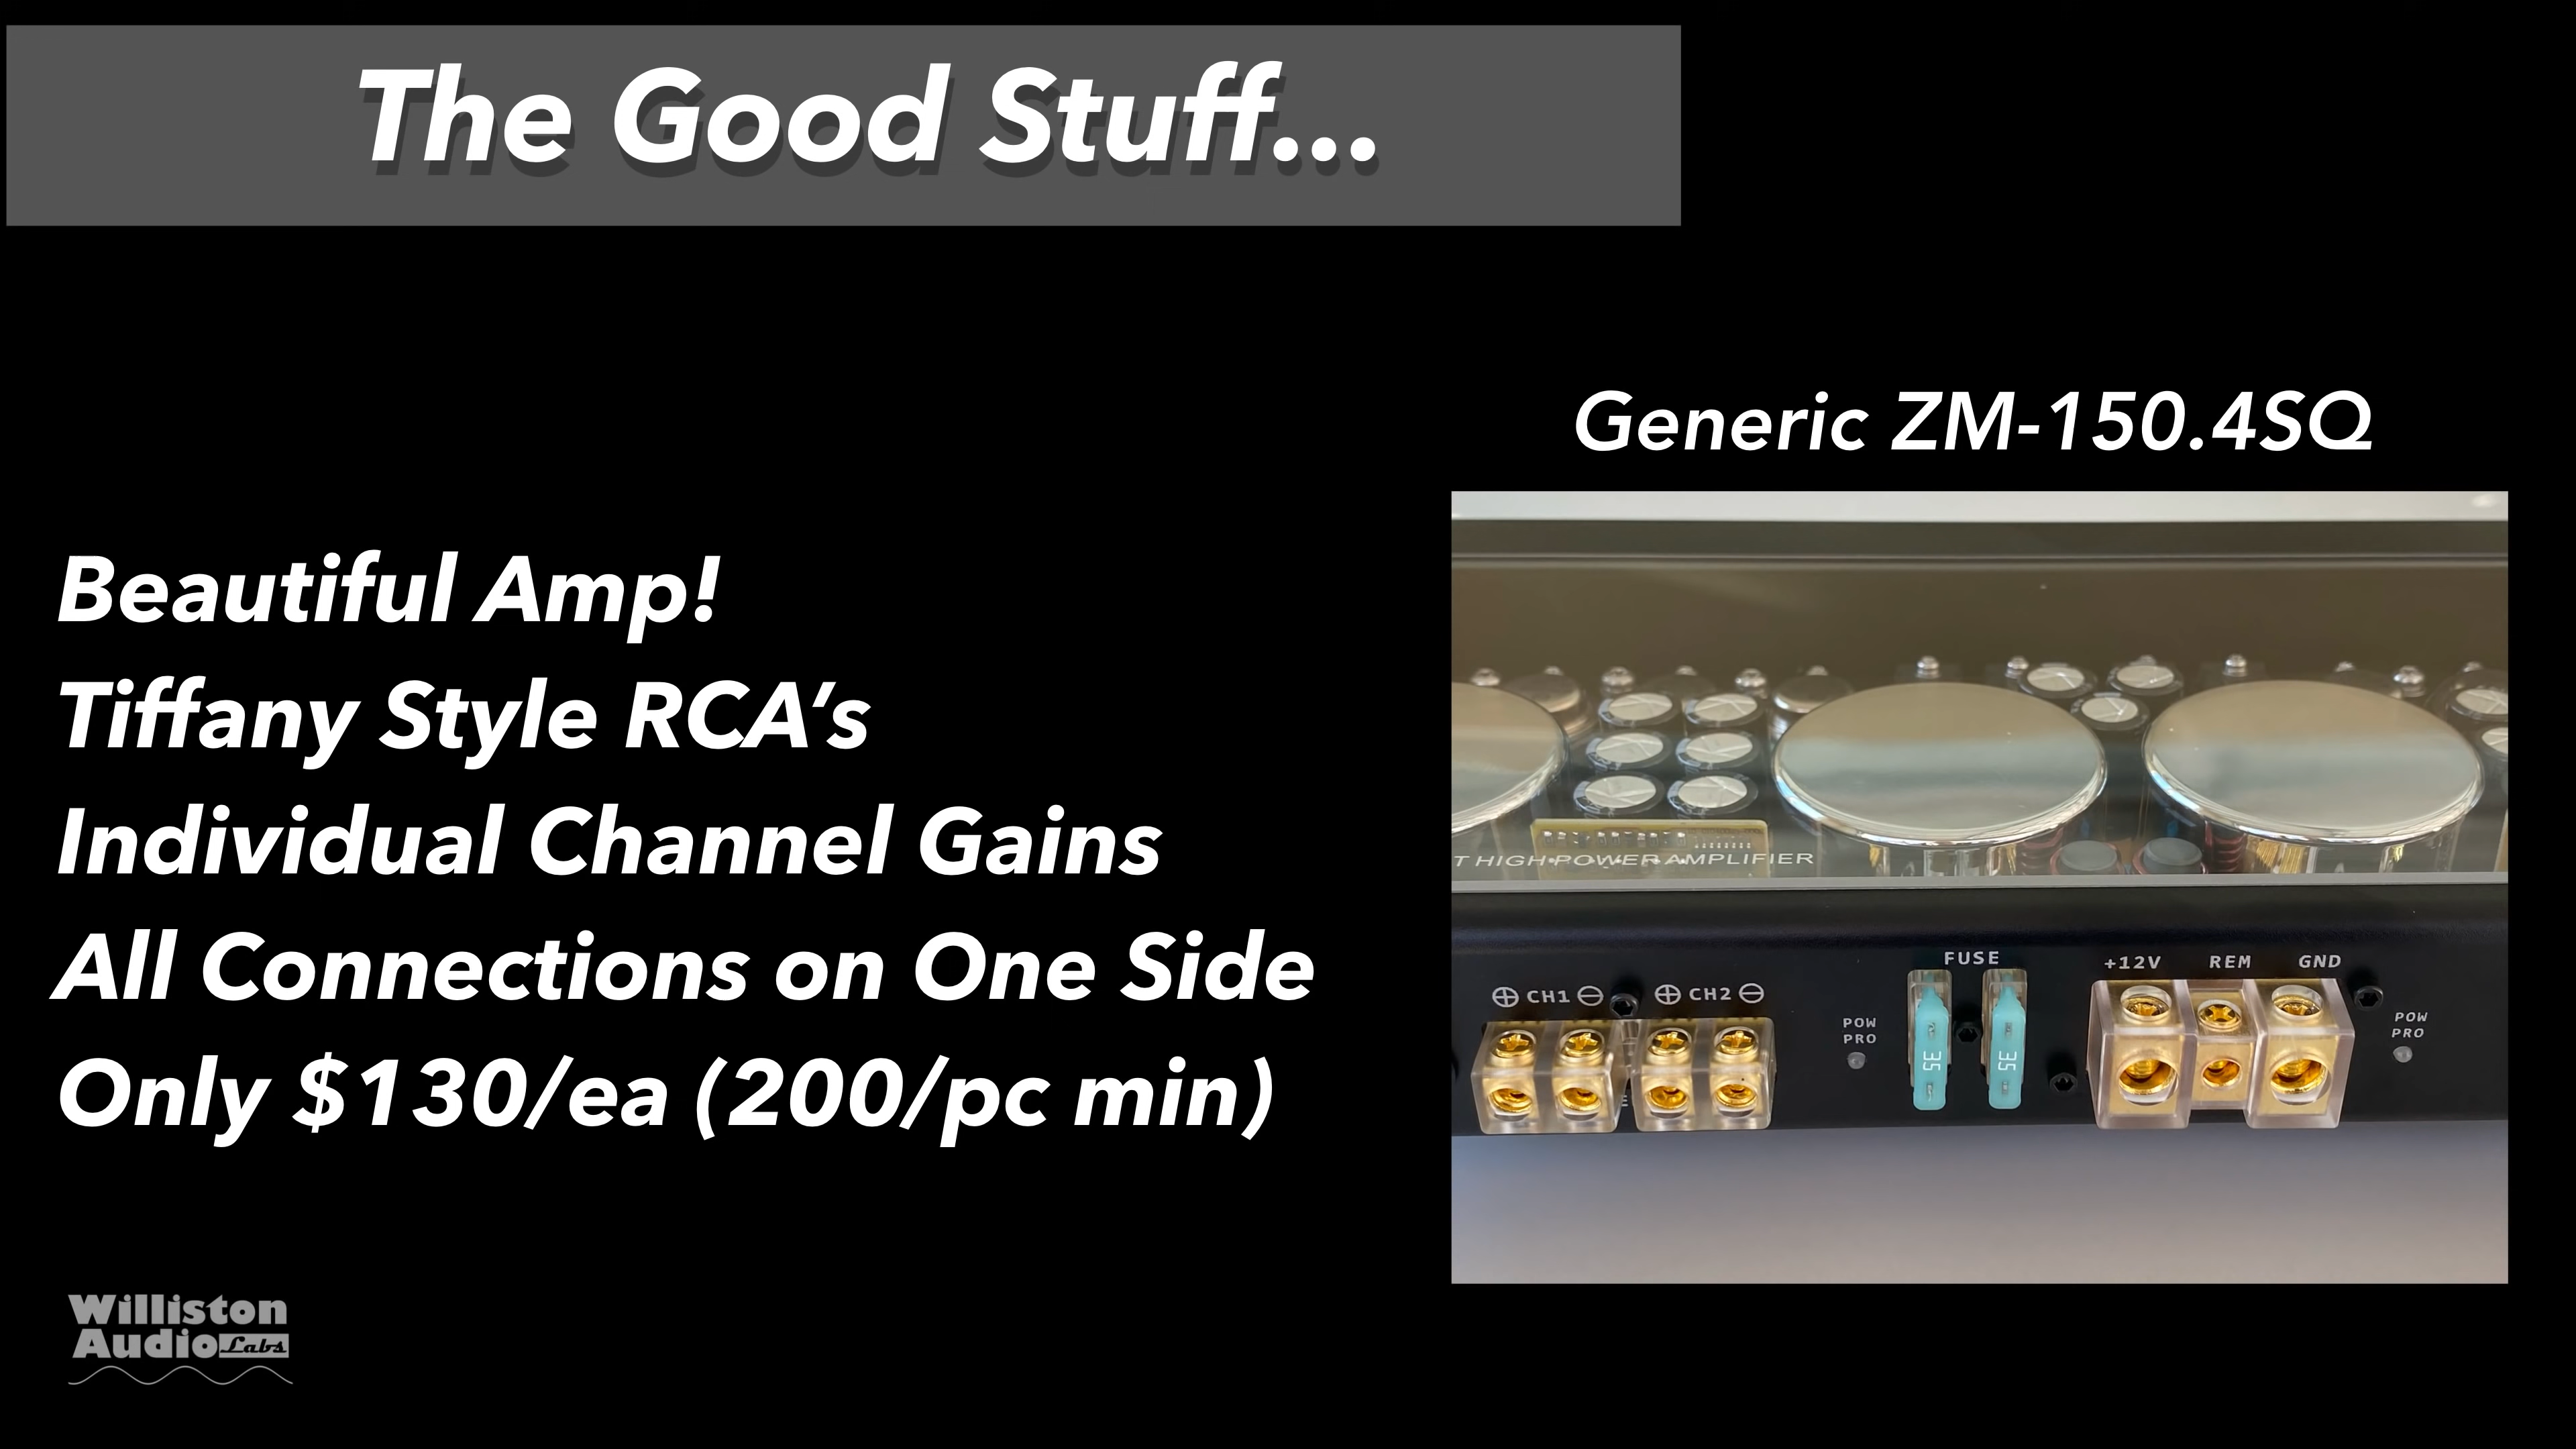 The Good Stuff...
Generic ZM-150.4SQ
Beautiful Amp!
Tiffany Style RCA’s
Individual Channel Gains
All Connections on One Side
Only $130/ea (200/pc min)
T HIGH POWER AMPLIFIER
FUSE
+12V REM GND
⊕ CH1 ⊖ ⊕ CH2 ⊖
POW
PRO
35 35
POW
PRO
Williston
Audio Labs